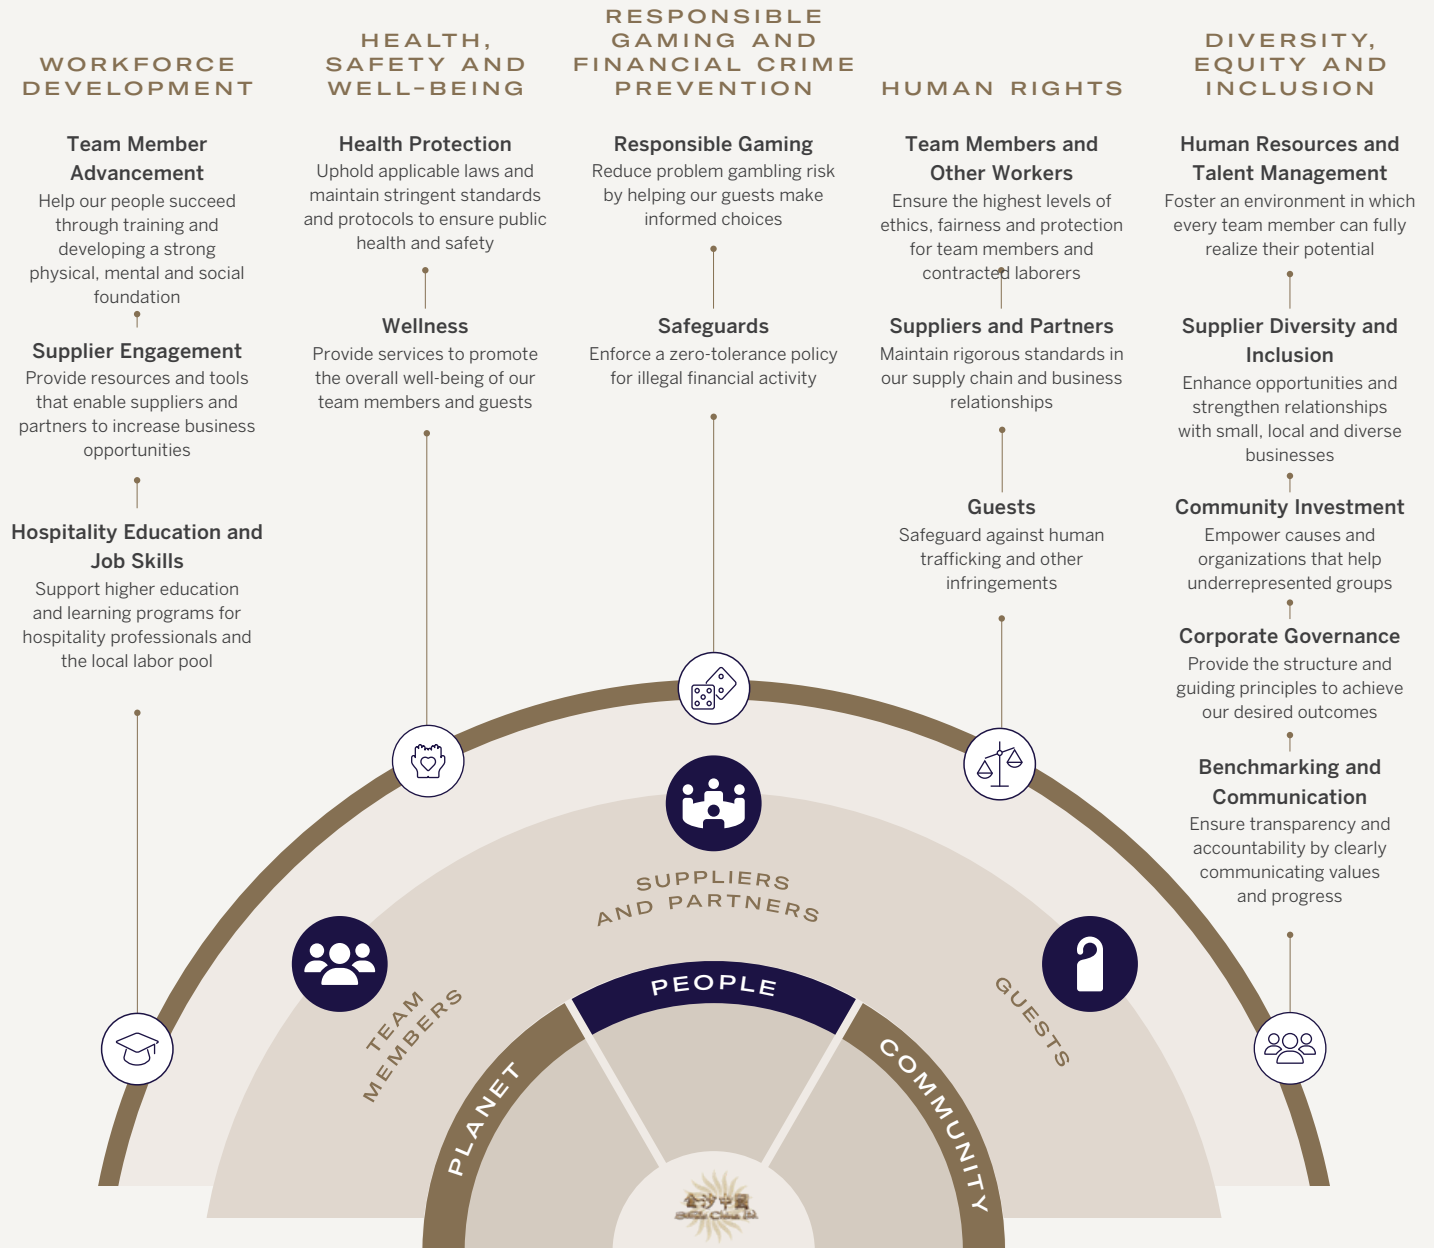 WORKFORCE
DEVELOPMENT
Team Member
Advancement
Help our people succeed
through training and
developing a strong
physical, mental and social
foundation
Supplier Engagement
Provide resources and tools
that enable suppliers and
partners to increase business
opportunities
Hospitality Education and
Job Skills
Support higher education
and learning programs for
hospitality professionals and
the local labor pool
HEALTH,
SAFETY AND
WELL-BEING
Health Protection
Uphold applicable laws and
maintain stringent standards
and protocols to ensure public
health and safety
Wellness
Provide services to promote
the overall well-being of our
team members and guests
RESPONSIBLE
GAMING AND
FINANCIAL CRIME
PREVENTION
Responsible Gaming
Reduce problem gambling risk
by helping our guests make
informed choices
Safeguards
Enforce a zero-tolerance policy
for illegal financial activity
HUMAN RIGHTS
Team Members and
Other Workers
Ensure the highest levels of
ethics, fairness and protection
for team members and
contracted laborers
Suppliers and Partners
Maintain rigorous standards in
our supply chain and business
relationships
Guests
Safeguard against human
trafficking and other
infringements
DIVERSITY,
EQUITY AND
INCLUSION
Human Resources and
Talent Management
Foster an environment in which
every team member can fully
realize their potential
Supplier Diversity and
Inclusion
Enhance opportunities and
strengthen relationships
with small, local and diverse
businesses
Community Investment
Empower causes and
organizations that help
underrepresented groups
Corporate Governance
Provide the structure and
guiding principles to achieve
our desired outcomes
Benchmarking and
Communication
Ensure transparency and
accountability by clearly
communicating values
and progress
TEAM
MEMBERS
SUPPLIERS
AND PARTNERS
GUESTS
PLANET
PEOPLE
COMMUNITY
金沙中國
Sands China Ltd.